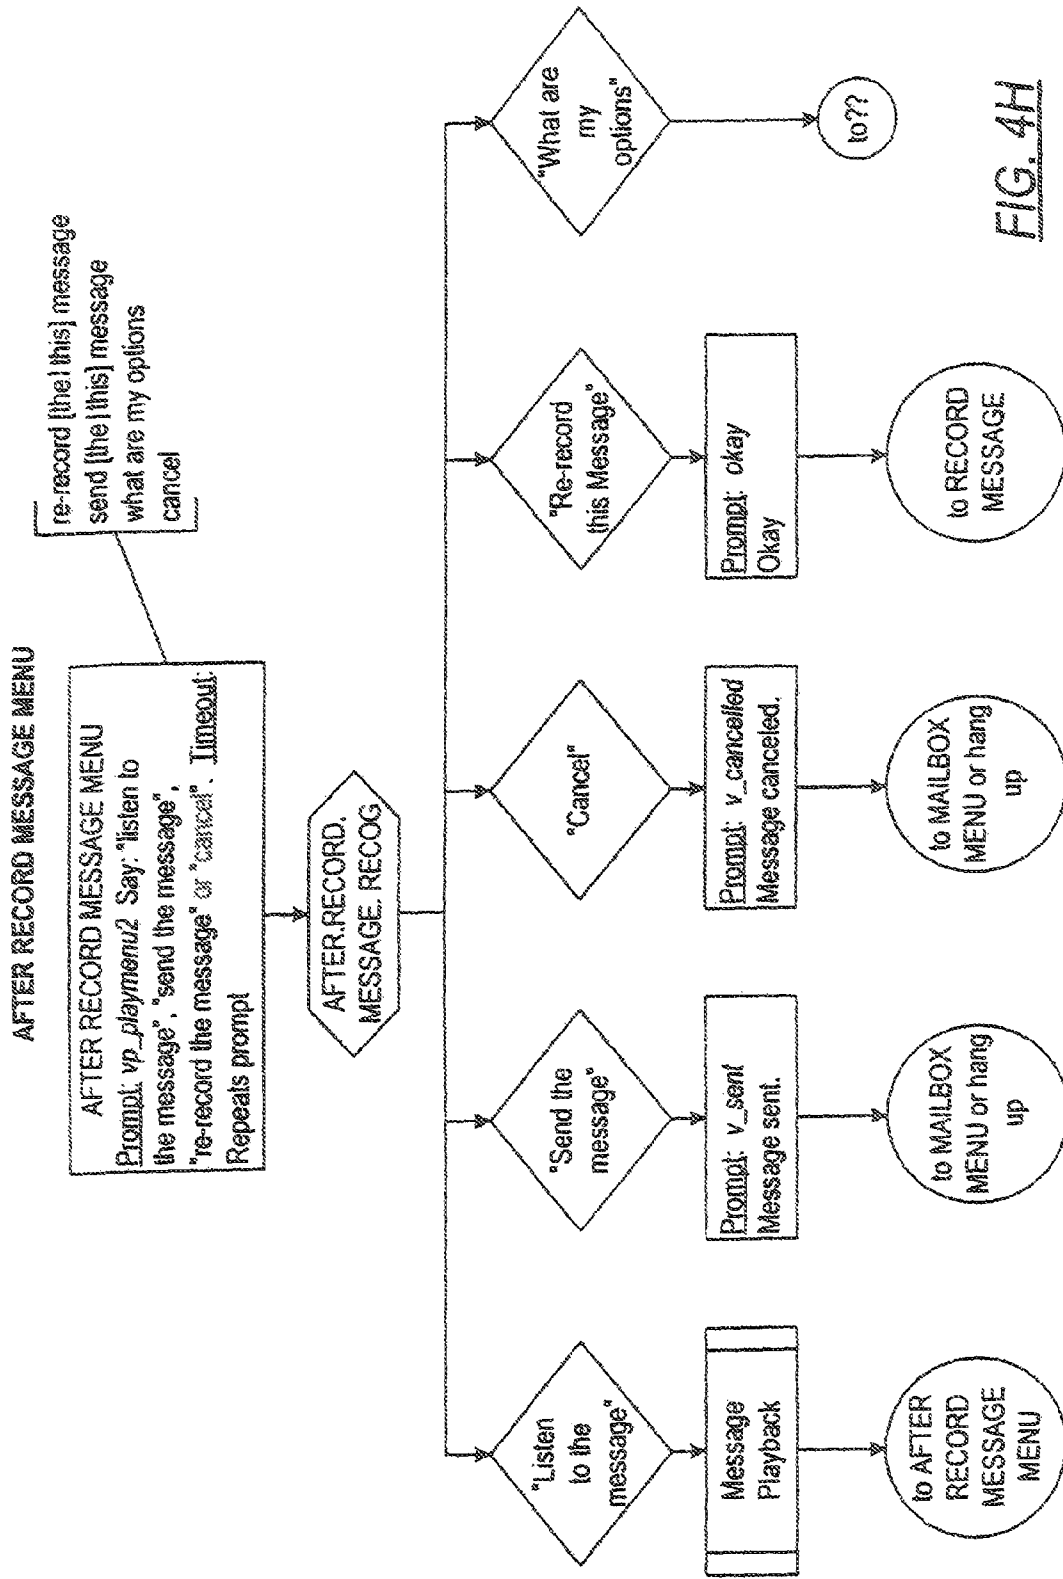 AFTER RECORD MESSAGE MENU
AFTER RECORD MESSAGE MENU
Prompt: vp_playmenu2 Say: "listen to
the message", "send the message",
"re-record the message" or "cancel". Timeout:
Repeats prompt
re-record [the|this] message
send [the|this] message
what are my options
cancel
AFTER.RECORD.
MESSAGE. RECOG
"Listen
to the
message"
"Send the
message"
"Cancel"
"Re-record
this Message"
"What are
my
options"
Message
Playback
Prompt: v_sent
Message sent.
Prompt: v_cancelled
Message canceled.
Prompt: okay
Okay
to??
to AFTER
RECORD
MESSAGE
MENU
to MAILBOX
MENU or hang
up
to MAILBOX
MENU or hang
up
to RECORD
MESSAGE
FIG. 4H